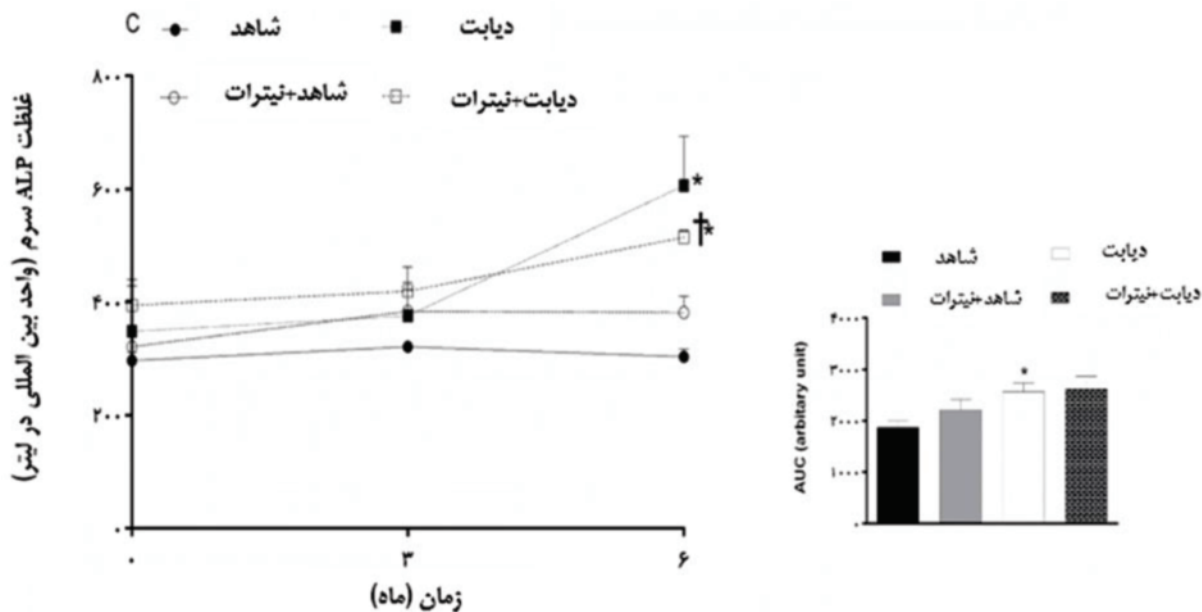 C
شاهد
دیابت
شاهد+نیترات
دیابت+نیترات
غلظت ALP سرم (واحد بین المللی در لیتر)
۸۰۰
۶۰۰
۴۰۰
۲۰۰
۰
*
†*
۰
۳
۶
زمان (ماه)
شاهد
دیابت
شاهد+نیترات
دیابت+نیترات
AUC (arbitary unit)
۴۰۰۰
۳۰۰۰
۲۰۰۰
۱۰۰۰
۰
*